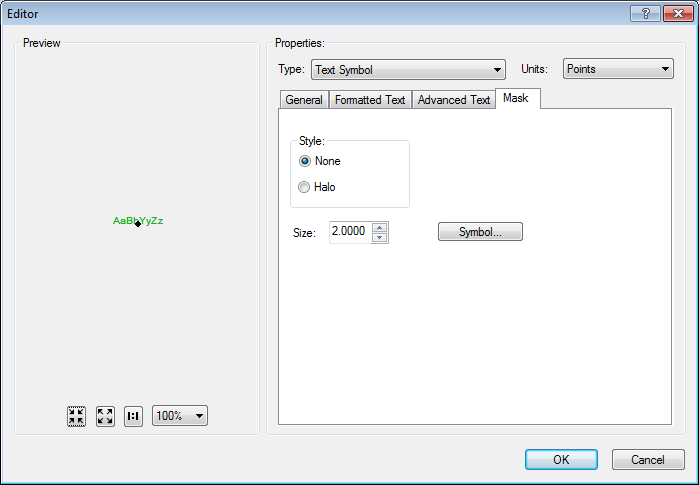 Editor
Preview
Properties:
Type: Text Symbol Units: Points
General Formatted Text Advanced Text Mask
Style:
None
Halo
AaBbYyZz
Size: 2.0000 Symbol...
100%
OK Cancel